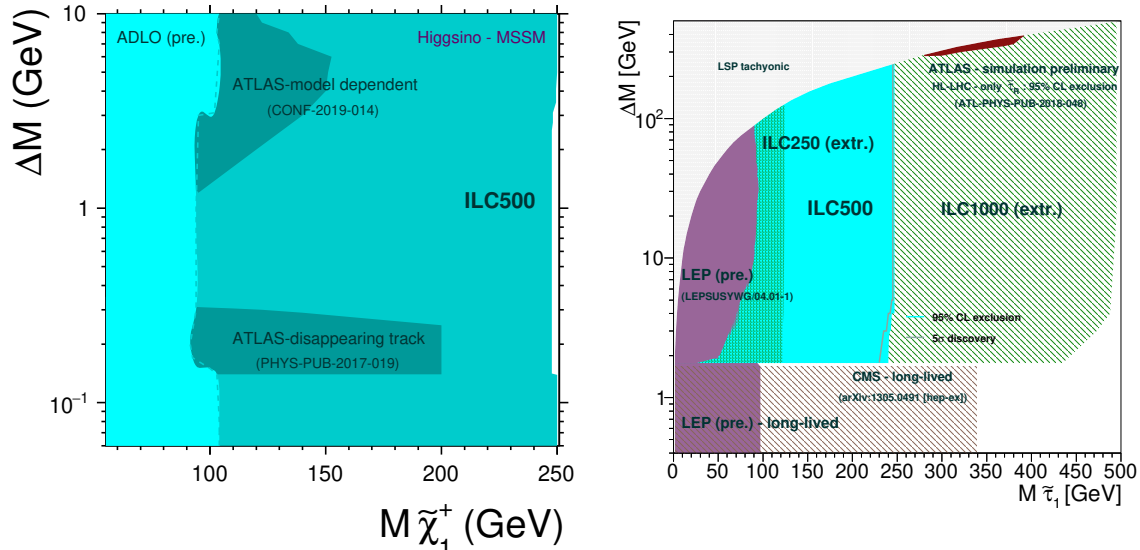 ΔM (GeV)
10
1
10⁻¹
ADLO (pre.)
Higgsino - MSSM
ATLAS-model dependent
(CONF-2019-014)
ILC500
ATLAS-disappearing track
(PHYS-PUB-2017-019)
100 150 200 250
M χ̃₁⁺ (GeV)
ΔM [GeV]
10²
10
1
LSP tachyonic
ATLAS - simulation preliminary
HL-LHC - only τ̃R : 95% CL exclusion
(ATL-PHYS-PUB-2018-048)
ILC250 (extr.)
ILC500
ILC1000 (extr.)
LEP (pre.)
(LEPSUSYWG/04.01-1)
95% CL exclusion
5σ discovery
CMS - long-lived
(arXiv:1305.0491 [hep-ex])
LEP (pre.) - long-lived
0 50 100 150 200 250 300 350 400 450 500
M τ̃₁ [GeV]